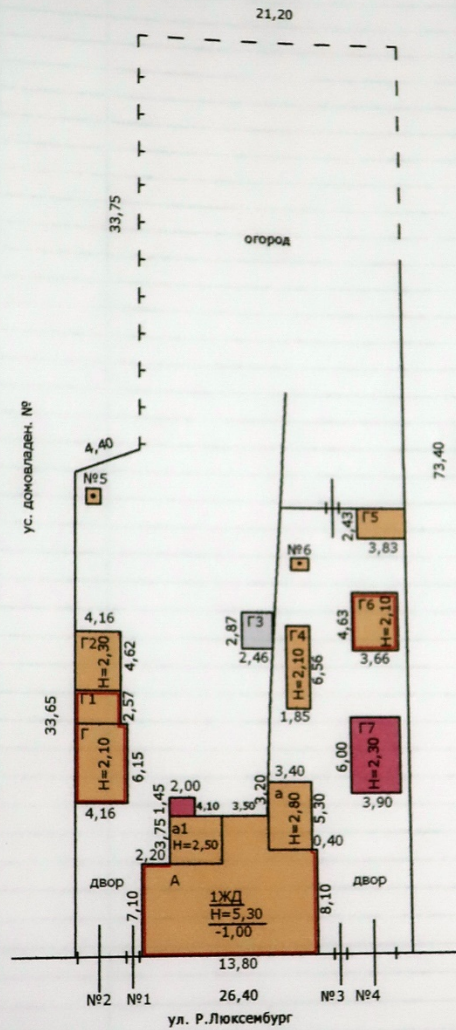 21,20
33,75
огород
ус. домовладен. №
4,40
73,40
№5
Г5
2,43
3,83
№6
4,16
Г2
Н=2,30
4,62
Г3
2,87
2,46
Г4
Н=2,10
6,56
1,85
Г6
Н=2,10
4,63
3,66
33,65
Г1
2,57
Г
Н=2,10
6,15
4,16
Г7
Н=2,30
6,00
3,90
2,00
1,45
4,10
3,50
3,20
3,40
а
Н=2,80
5,30
0,40
3,75
а1
Н=2,50
2,20
двор
А
1ЖД
Н=5,30
-1,00
7,10
8,10
двор
13,80
№2
№1
26,40
№3
№4
ул. Р.Люксембург